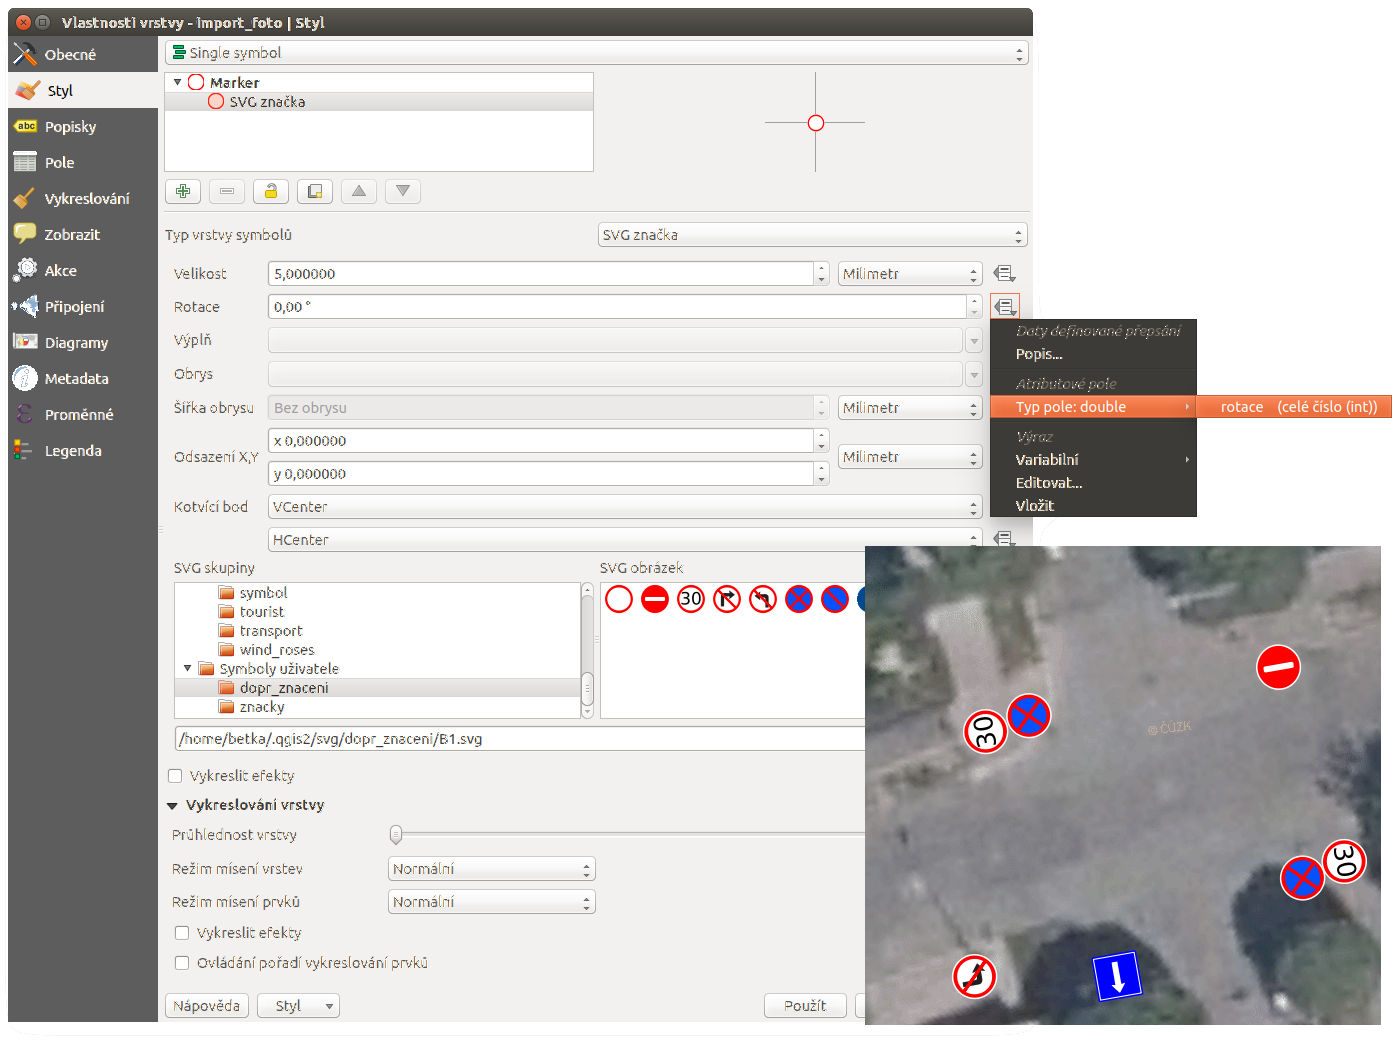 Vlastnosti vrstvy - import_foto | Styl
Obecné
Styl
abc Popisky
Pole
Vykreslování
Zobrazit
Akce
Připojení
Diagramy
Metadata
Proměnné
Legenda
Single symbol
Marker
SVG značka
Typ vrstvy symbolů
SVG značka
Velikost
5,000000
Milimetr
Rotace
0,00 °
Výplň
Obrys
Šířka obrysu
Bez obrysu
Milimetr
Odsazení X,Y
x 0,000000
y 0,000000
Milimetr
Kotvící bod
VCenter
HCenter
Daty definované přepsání
Popis...
Atributové pole
Typ pole: double
rotace (celé číslo (int))
Výraz
Variabilní
Editovat...
Vložit
SVG skupiny
symbol
tourist
transport
wind_roses
Symboly uživatele
dopr_znaceni
znacky
SVG obrázek
30
/home/betka/.qgis2/svg/dopr_znaceni/B1.svg
Vykreslit efekty
Vykreslování vrstvy
Průhlednost vrstvy
Režim mísení vrstev
Normální
Režim mísení prvků
Normální
Vykreslit efekty
Ovládání pořadí vykreslování prvků
Nápověda
Styl
Použít
30
© ČÚZK
30